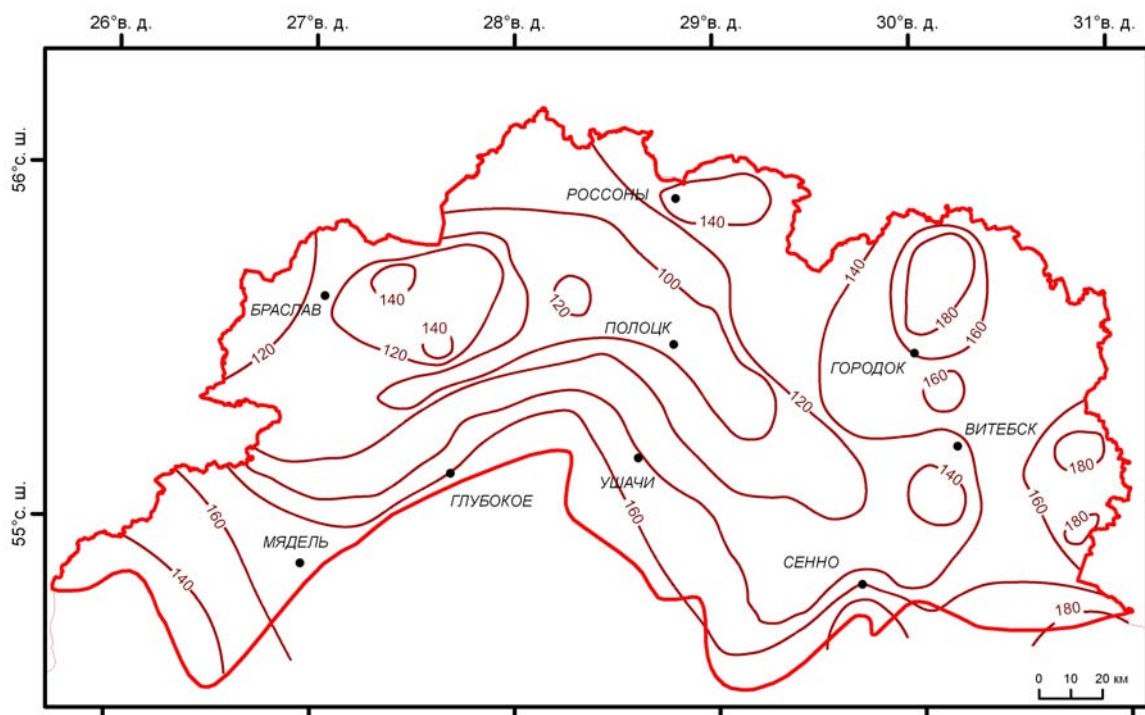 26°в. д. 27°в. д. 28°в. д. 29°в. д. 30°в. д. 31°в. д.
56°с. ш.
РОССОНЫ
140
140
100
140
120
140
БРАСЛАВ
ПОЛОЦК
180
140
160
120
120
ГОРОДОК
160
120
ВИТЕБСК
180
140
УШАЧИ
ГЛУБОКОЕ
160
55°с. ш.
160
160
180
МЯДЕЛЬ
СЕННО
140
180
0 10 20 км